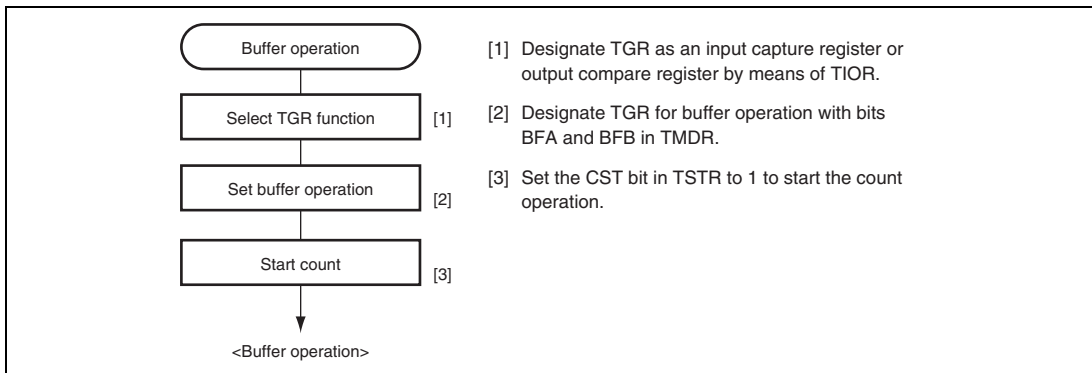 Buffer operation
Select TGR function
[1]
Set buffer operation
[2]
Start count
[3]
<Buffer operation>
[1] Designate TGR as an input capture register or
output compare register by means of TIOR.
[2] Designate TGR for buffer operation with bits
BFA and BFB in TMDR.
[3] Set the CST bit in TSTR to 1 to start the count
operation.